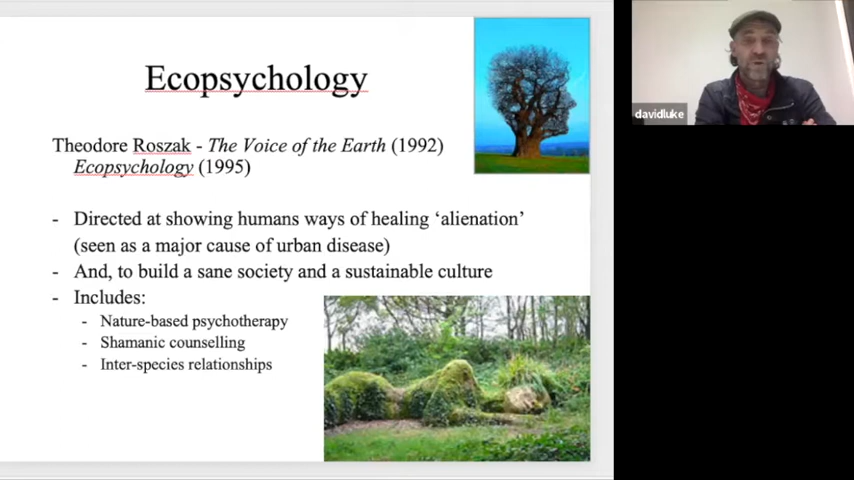 Ecopsychology
Theodore Roszak - The Voice of the Earth (1992)
Ecopsychology (1995)
- Directed at showing humans ways of healing ‘alienation’
(seen as a major cause of urban disease)
- And, to build a sane society and a sustainable culture
- Includes:
- Nature-based psychotherapy
- Shamanic counselling
- Inter-species relationships
davidluke